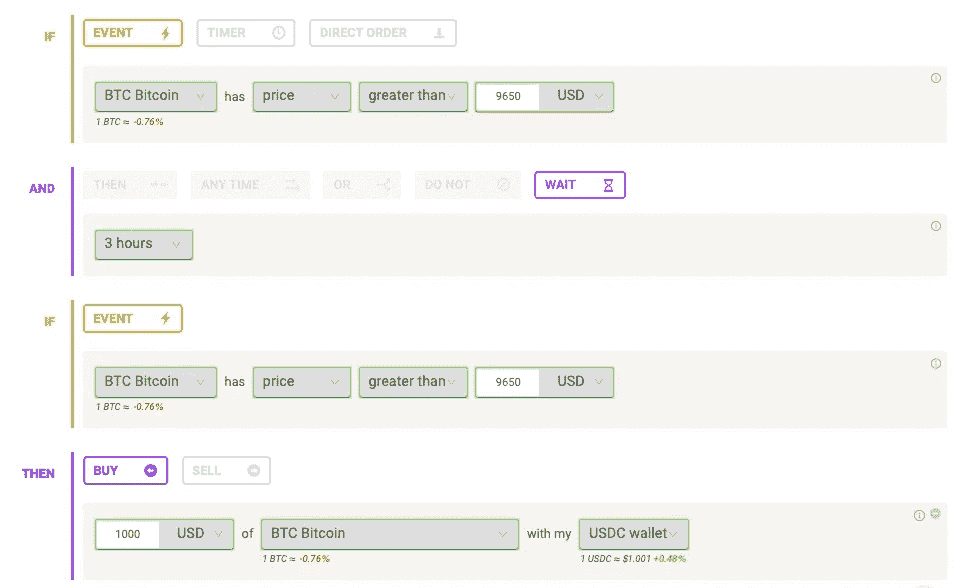 IF EVENT TIMER DIRECT ORDER
BTC Bitcoin has price greater than 9650 USD
1 BTC ≈ -0.76%
AND THEN ANY TIME OR DO NOT WAIT
3 hours
IF EVENT
BTC Bitcoin has price greater than 9650 USD
1 BTC ≈ -0.76%
THEN BUY SELL
1000 USD of BTC Bitcoin with my USDC wallet
1 BTC ≈ -0.76% 1 USDC ≈ $1.001 +0.48%